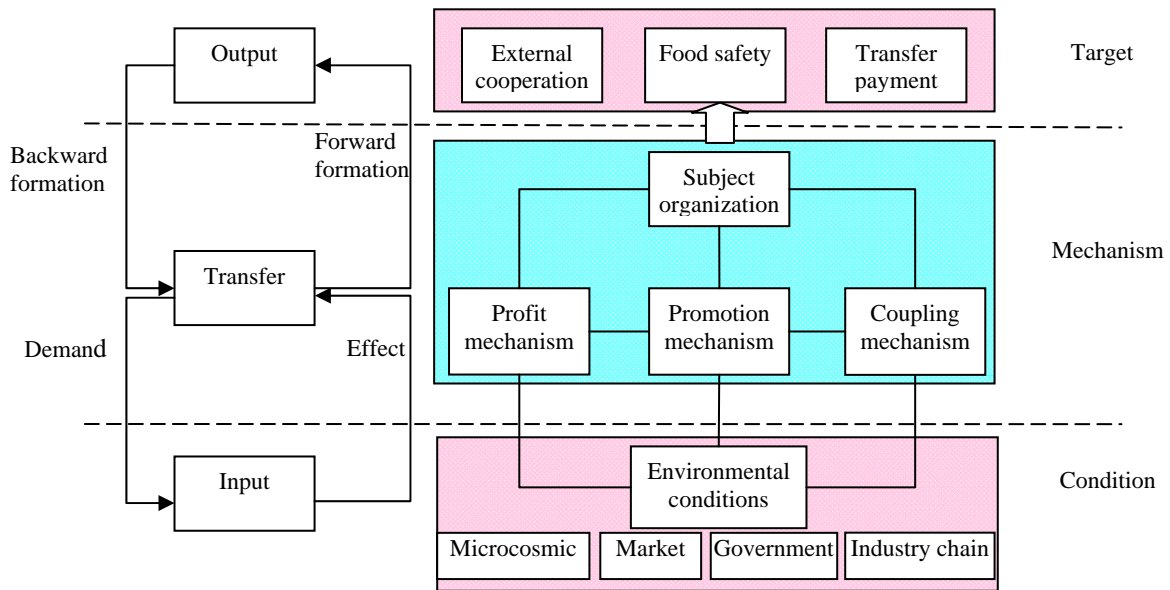 Output
External
cooperation
Food safety
Transfer
payment
Target
Backward
formation
Forward
formation
Subject
organization
Mechanism
Transfer
Profit
mechanism
Promotion
mechanism
Coupling
mechanism
Demand
Effect
Input
Environmental
conditions
Condition
Microcosmic
Market
Government
Industry chain